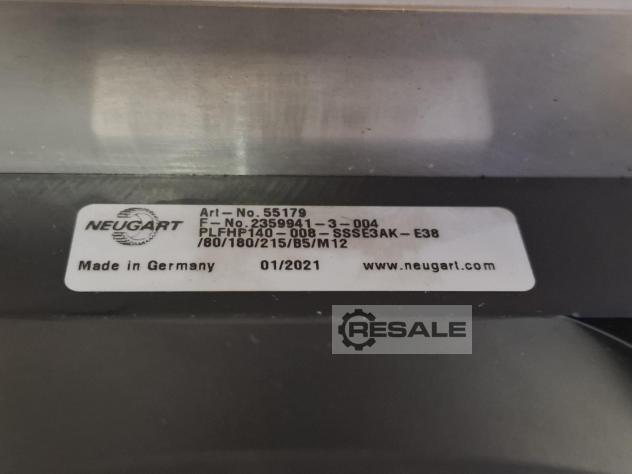 NEUGART
Art-No. 55179
F-No. 2359941-3-004
PLFHP140-008-SSSE3AK-E38
/80/180/215/B5/M12
Made in Germany 01/2021 www.neugart.com
RESALE